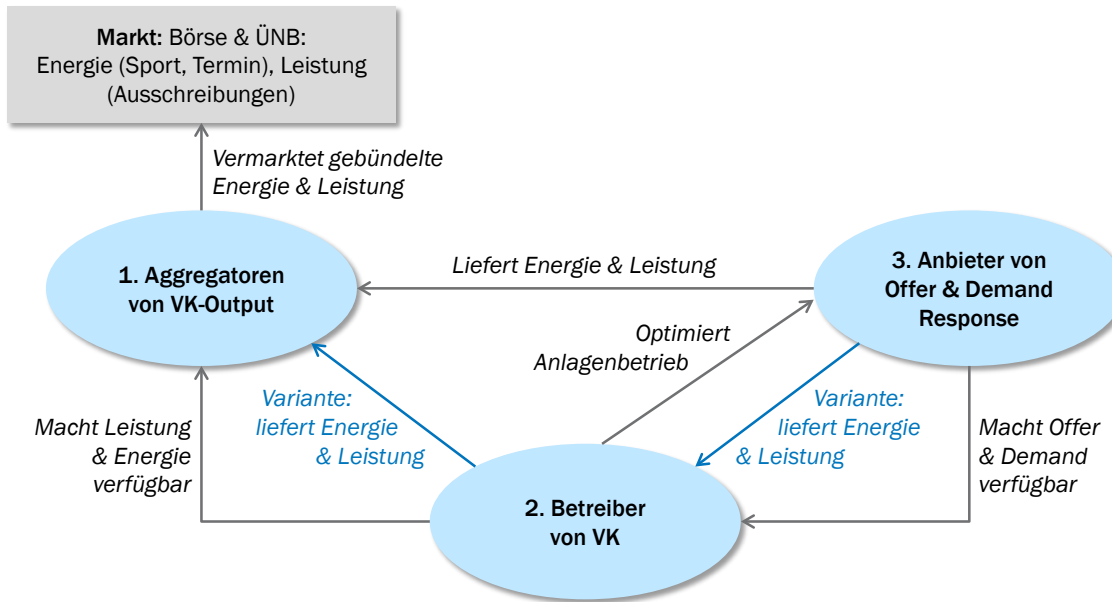 Markt: Börse & ÜNB:
Energie (Sport, Termin), Leistung
(Ausschreibungen)
Vermarktet gebündelte
Energie & Leistung
1. Aggregatoren
von VK-Output
Liefert Energie & Leistung
3. Anbieter von
Offer & Demand
Response
Optimiert
Anlagenbetrieb
Macht Leistung
& Energie
verfügbar
Variante:
liefert Energie
& Leistung
Variante:
liefert Energie
& Leistung
Macht Offer
& Demand
verfügbar
2. Betreiber
von VK